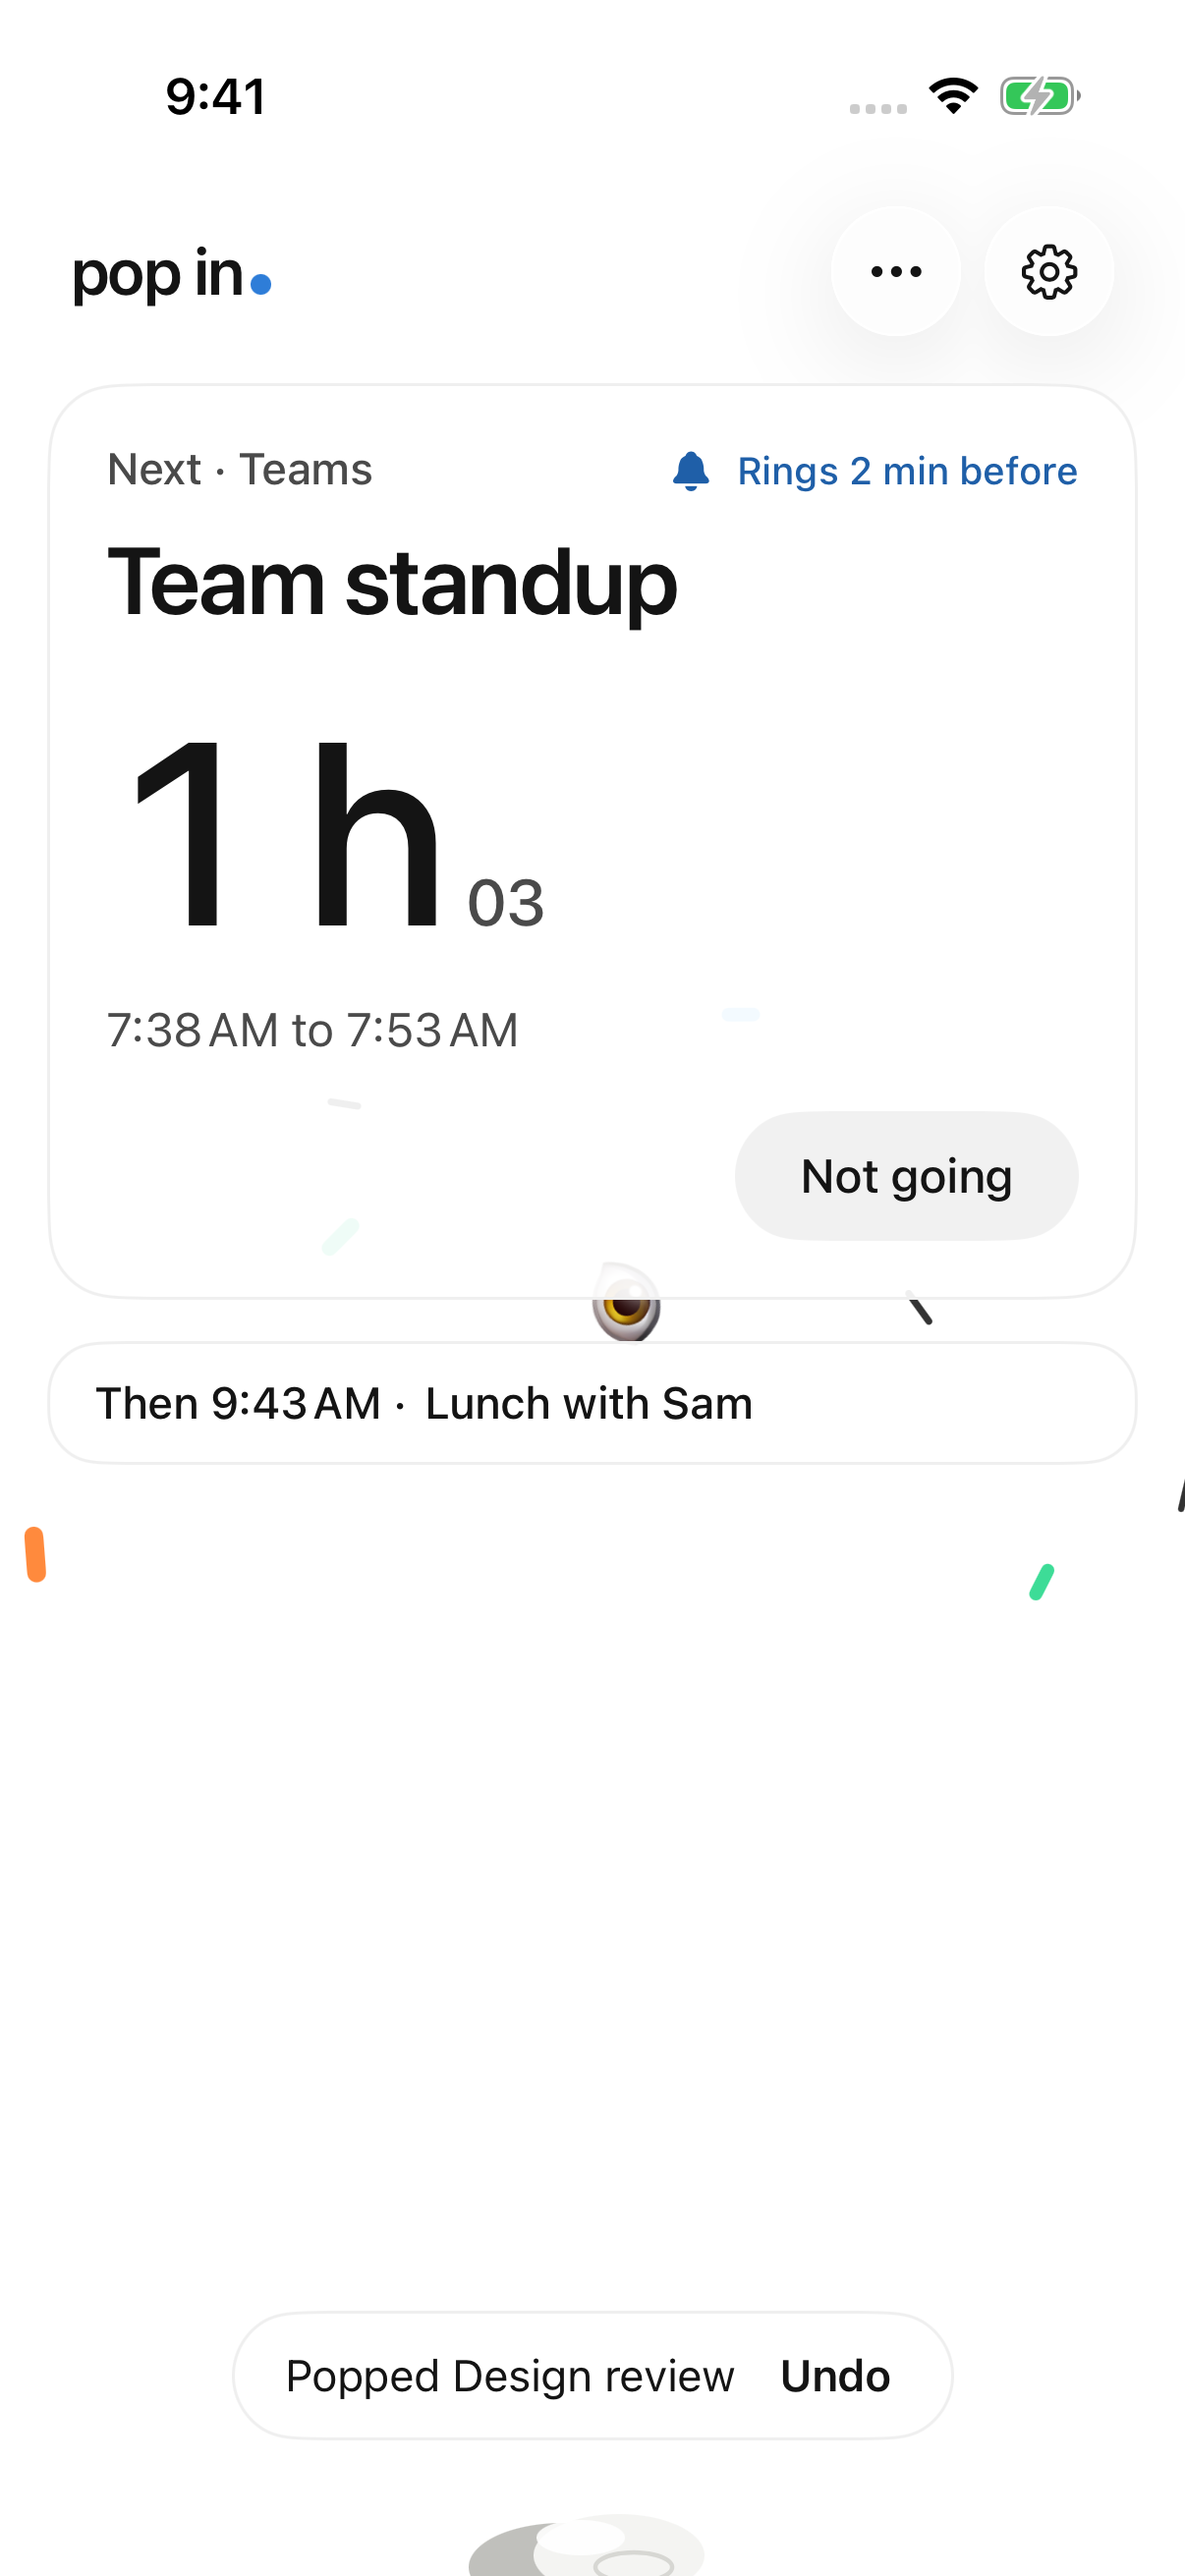 9:41
pop in
Next · Teams
Rings 2 min before
Team standup
1 h 03
7:38 AM to 7:53 AM
Not going
Then 9:43 AM · Lunch with Sam
Popped Design review Undo